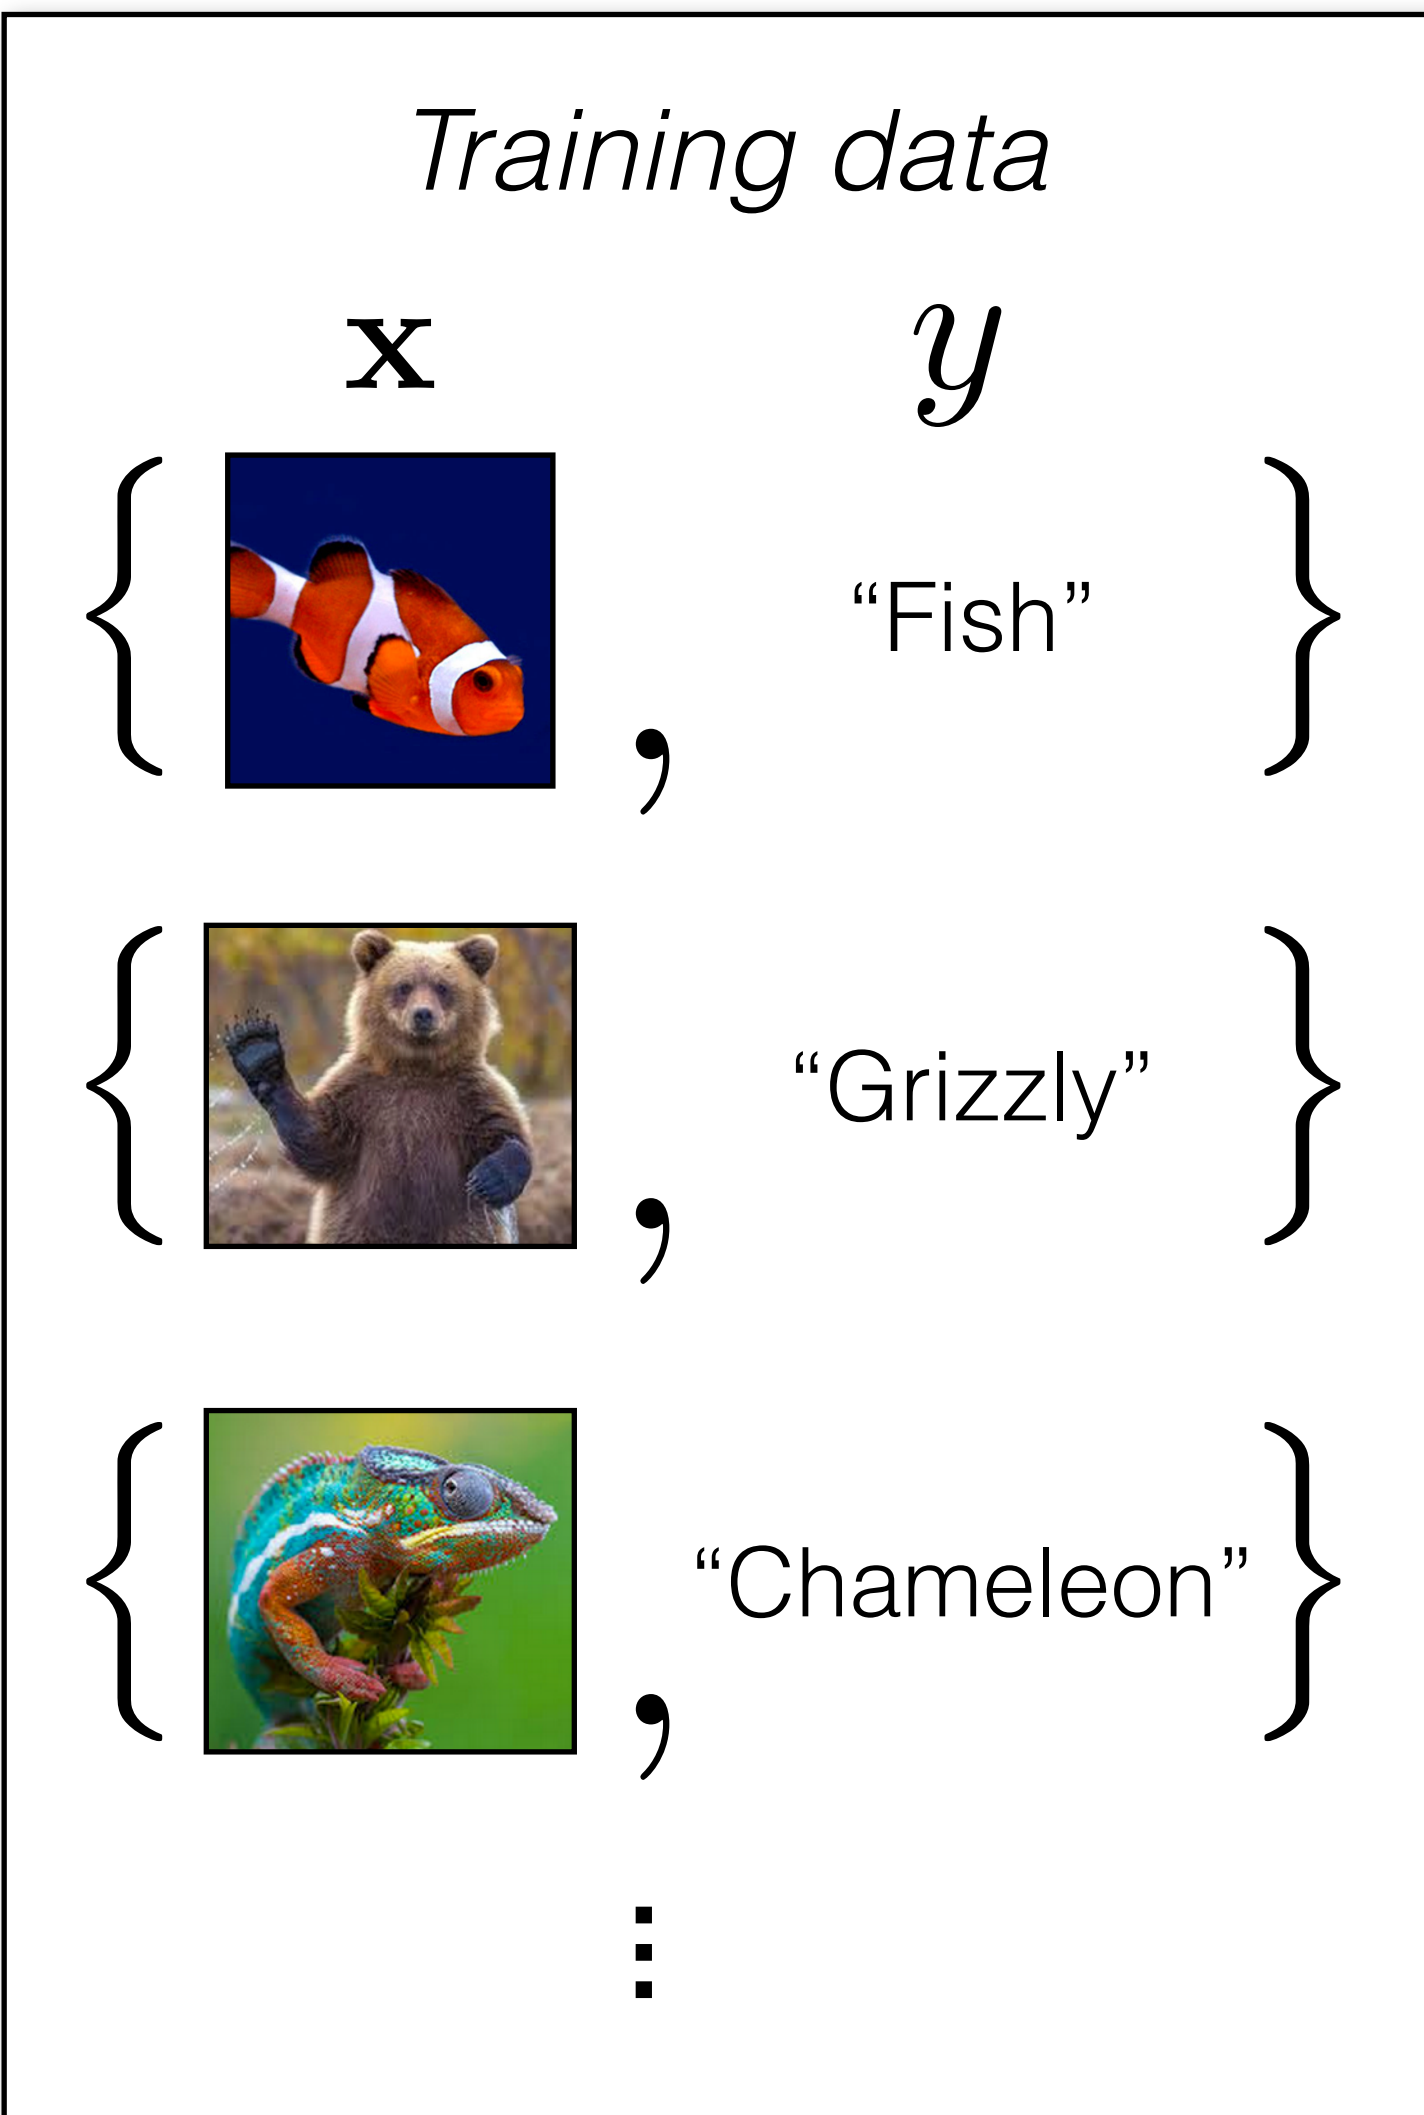 Training data
x y
{ , “Fish” }
{ , “Grizzly” }
{ , “Chameleon” }
⋮